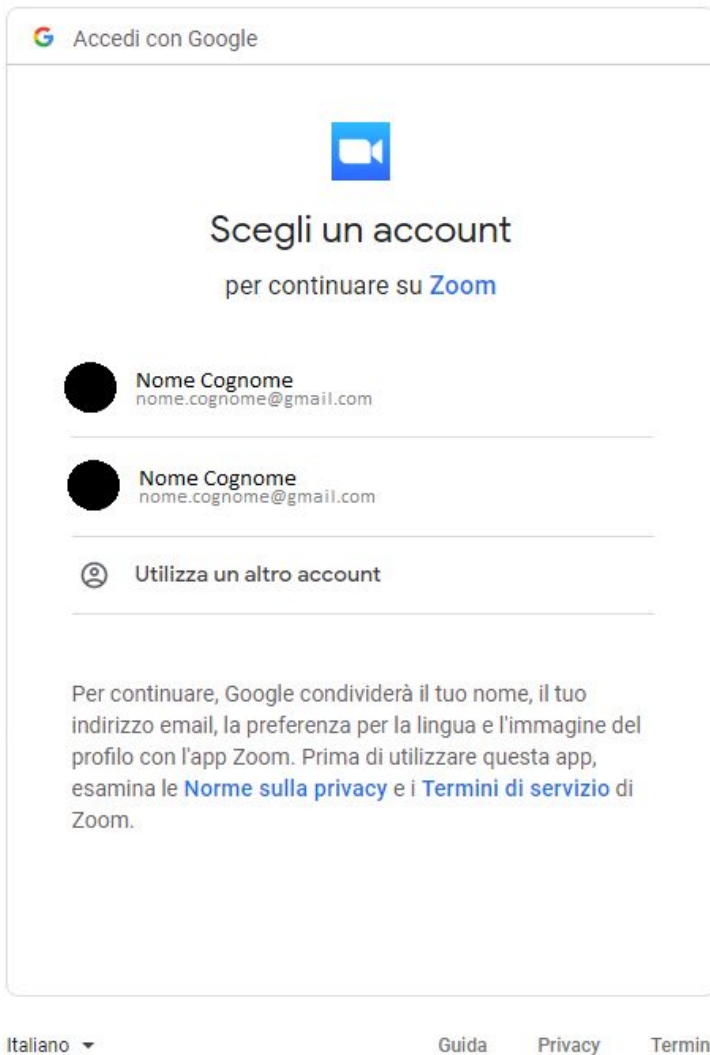 Accedi con Google
Scegli un account
per continuare su Zoom
Nome Cognome
nome.cognome@gmail.com
Nome Cognome
nome.cognome@gmail.com
Utilizza un altro account
Per continuare, Google condividerà il tuo nome, il tuo
indirizzo email, la preferenza per la lingua e l'immagine del
profilo con l'app Zoom. Prima di utilizzare questa app,
esamina le Norme sulla privacy e i Termini di servizio di
Zoom.
Italiano Guida Privacy Termin